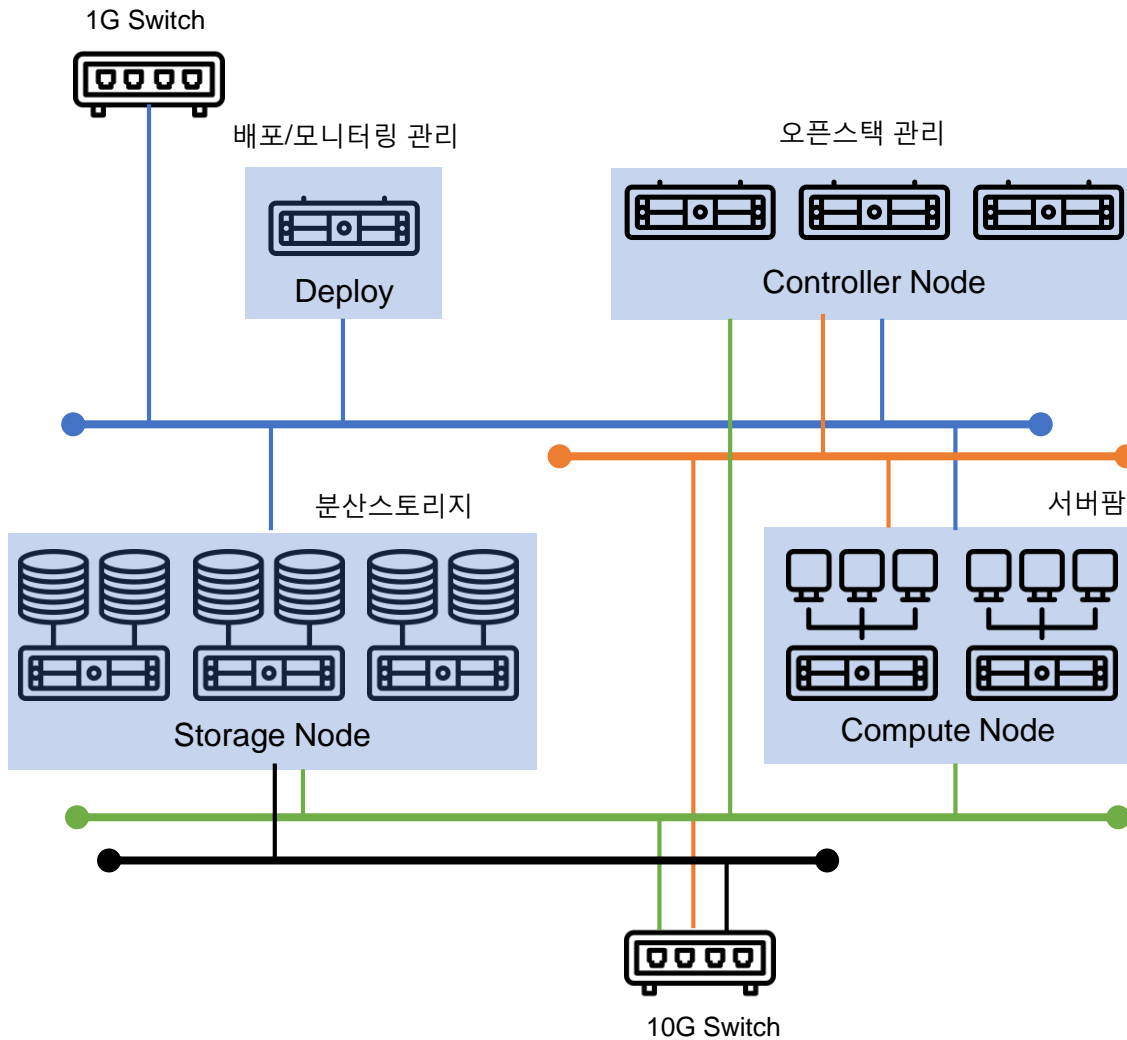 1G Switch
배포/모니터링 관리
오픈스택 관리
Deploy
Controller Node
분산스토리지
서버팜
Storage Node
Compute Node
10G Switch